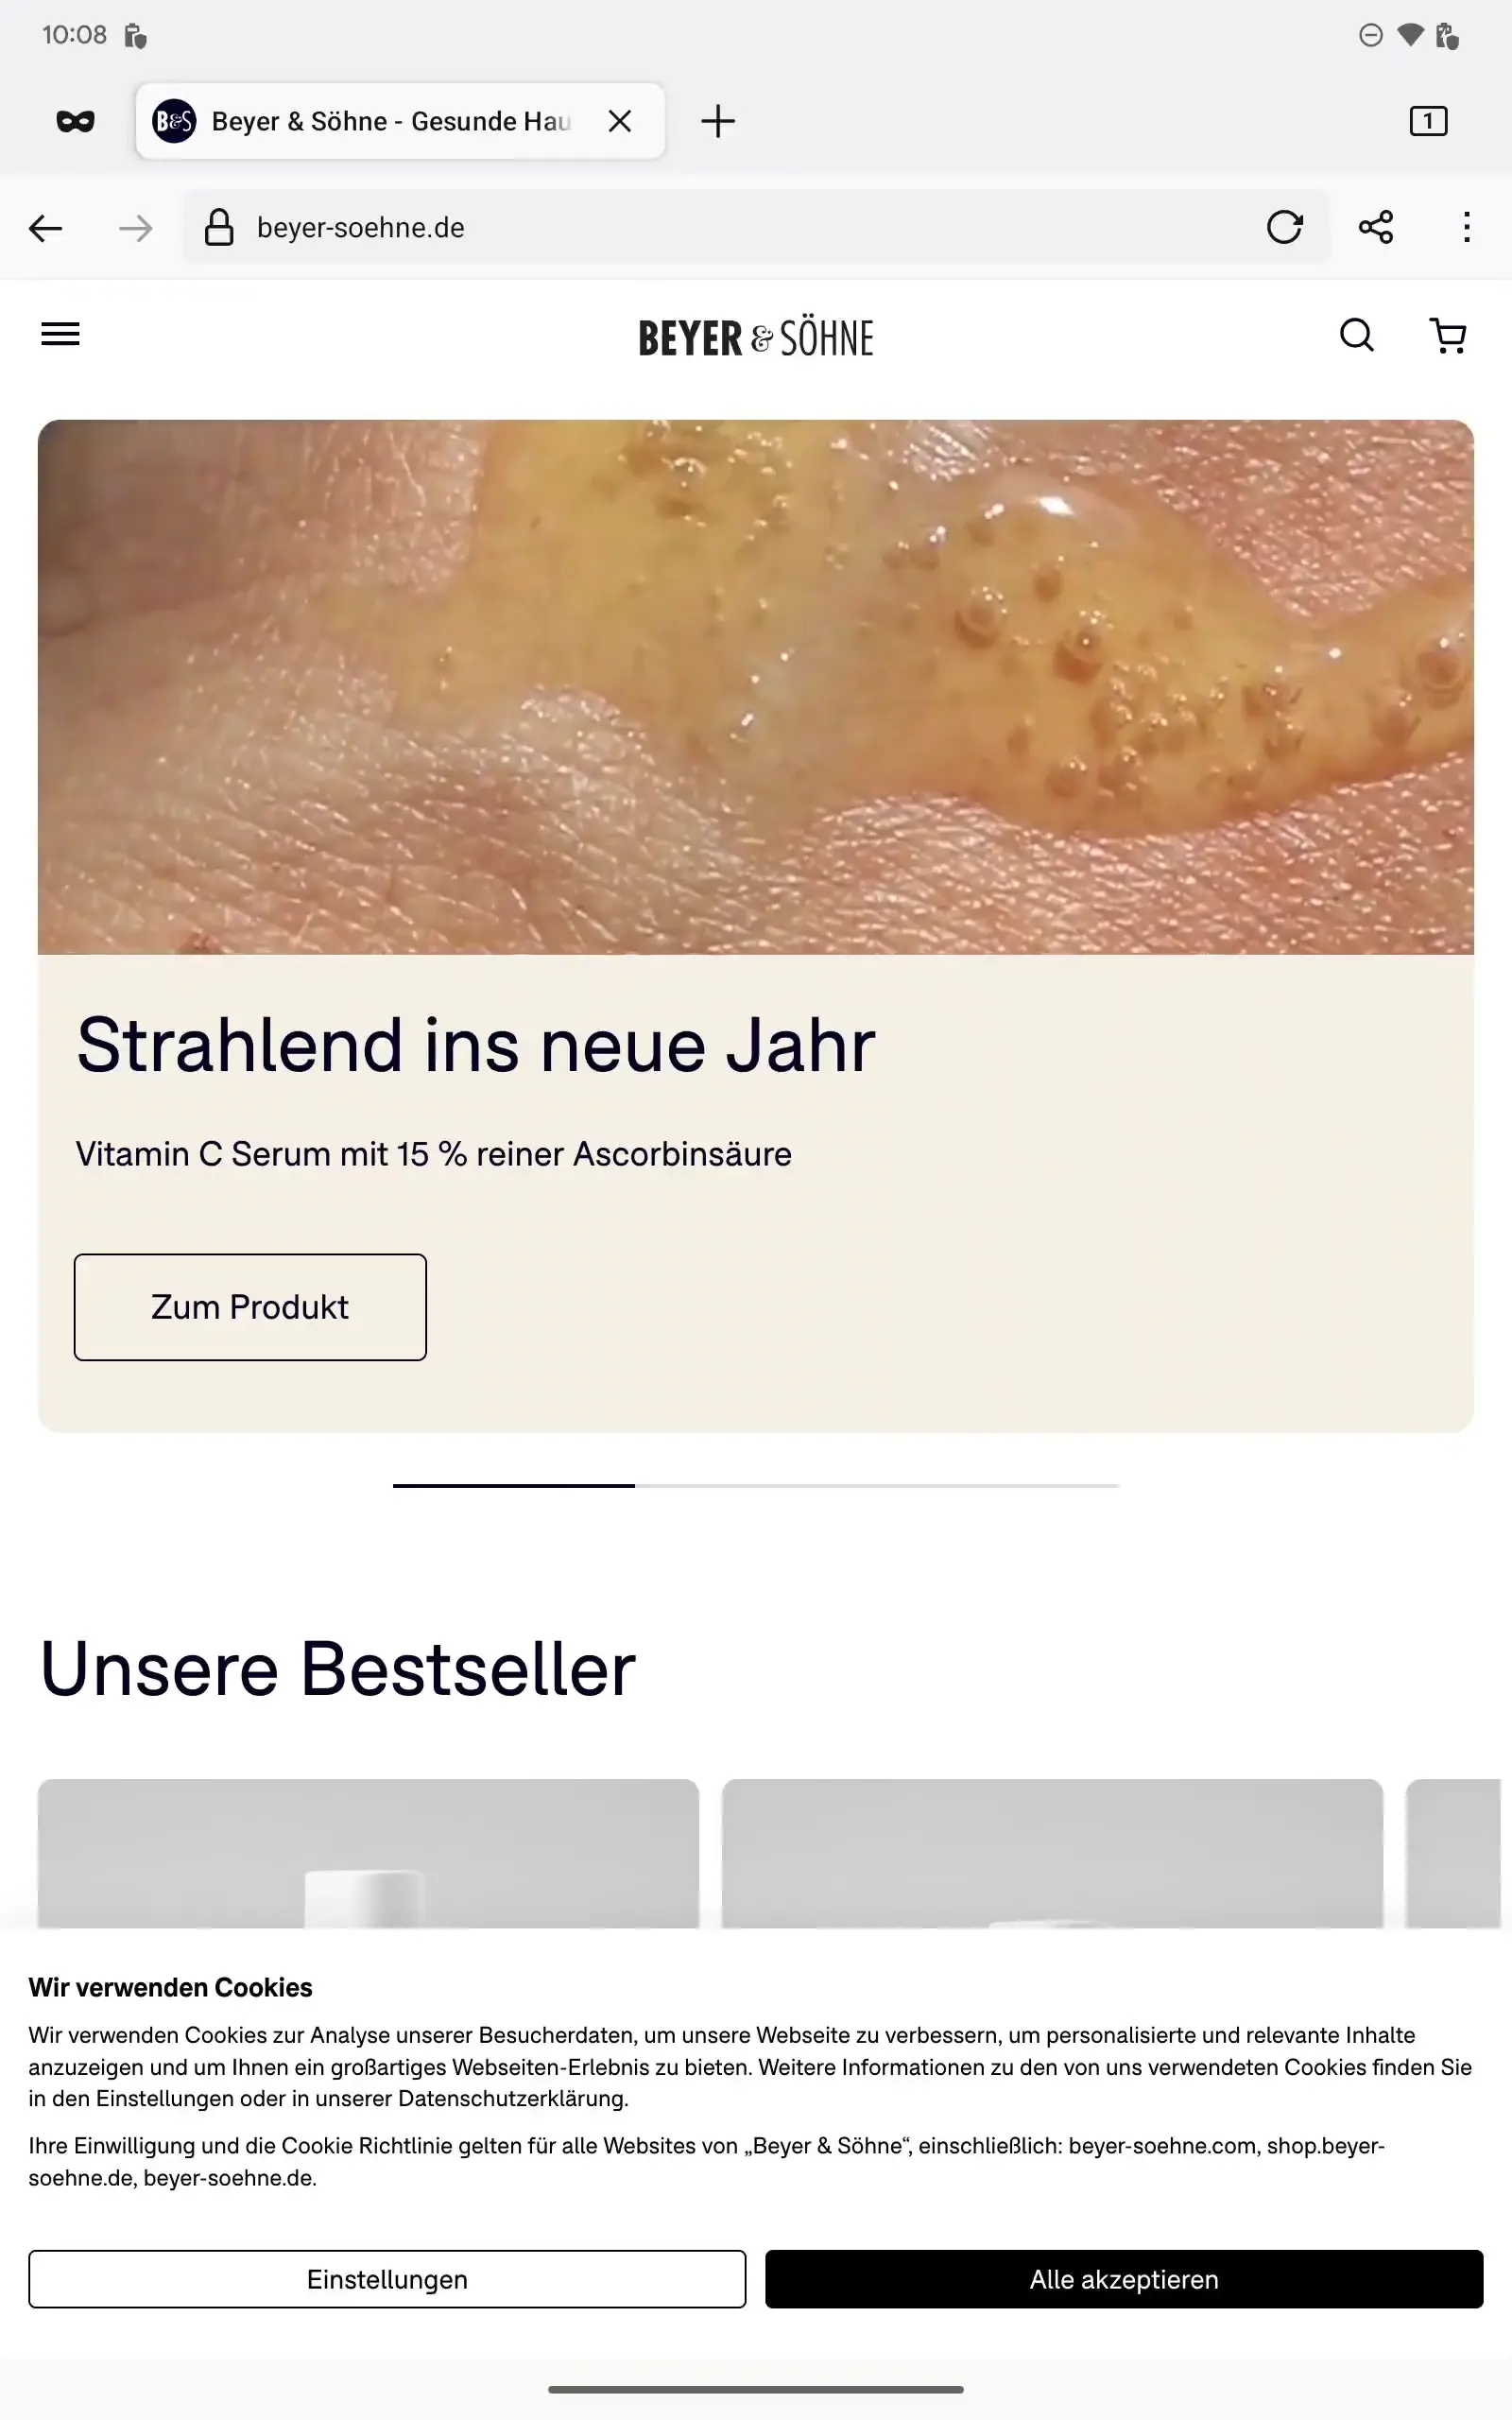 10:08
B&S Beyer & Söhne - Gesunde Hau
1
beyer-soehne.de
BEYER & SÖHNE
Strahlend ins neue Jahr
Vitamin C Serum mit 15 % reiner Ascorbinsäure
Zum Produkt
Unsere Bestseller
Wir verwenden Cookies
Wir verwenden Cookies zur Analyse unserer Besucherdaten, um unsere Webseite zu verbessern, um personalisierte und relevante Inhalte
anzuzeigen und um Ihnen ein großartiges Webseiten-Erlebnis zu bieten. Weitere Informationen zu den von uns verwendeten Cookies finden Sie
in den Einstellungen oder in unserer Datenschutzerklärung.
Ihre Einwilligung und die Cookie Richtlinie gelten für alle Websites von „Beyer & Söhne“, einschließlich: beyer-soehne.com, shop.beyer-
soehne.de, beyer-soehne.de.
Einstellungen
Alle akzeptieren